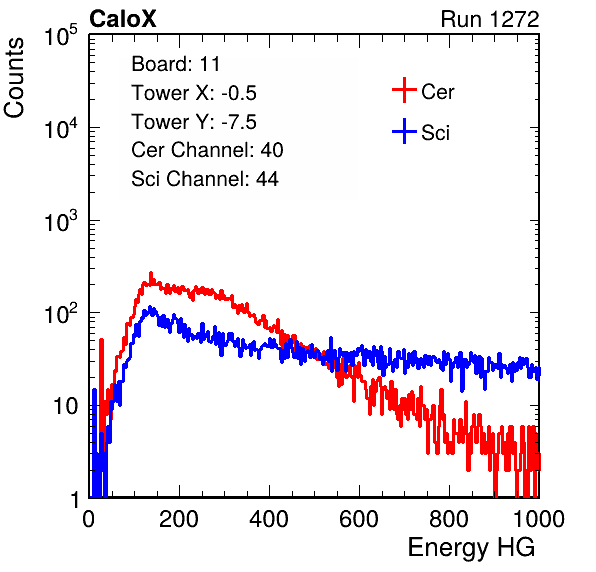 CaloX Run 1272
Counts
10^5
10^4
10^3
10^2
10
1
Board: 11
Tower X: -0.5
Tower Y: -7.5
Cer Channel: 40
Sci Channel: 44
Cer
Sci
0 200 400 600 800 1000
Energy HG